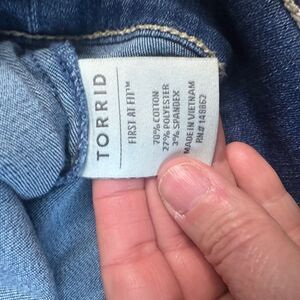 TORRID
FIRST AT FIT™
70% COTTON
27% POLYESTER
3% SPANDEX
MADE IN VIETNAM
RN# 148862